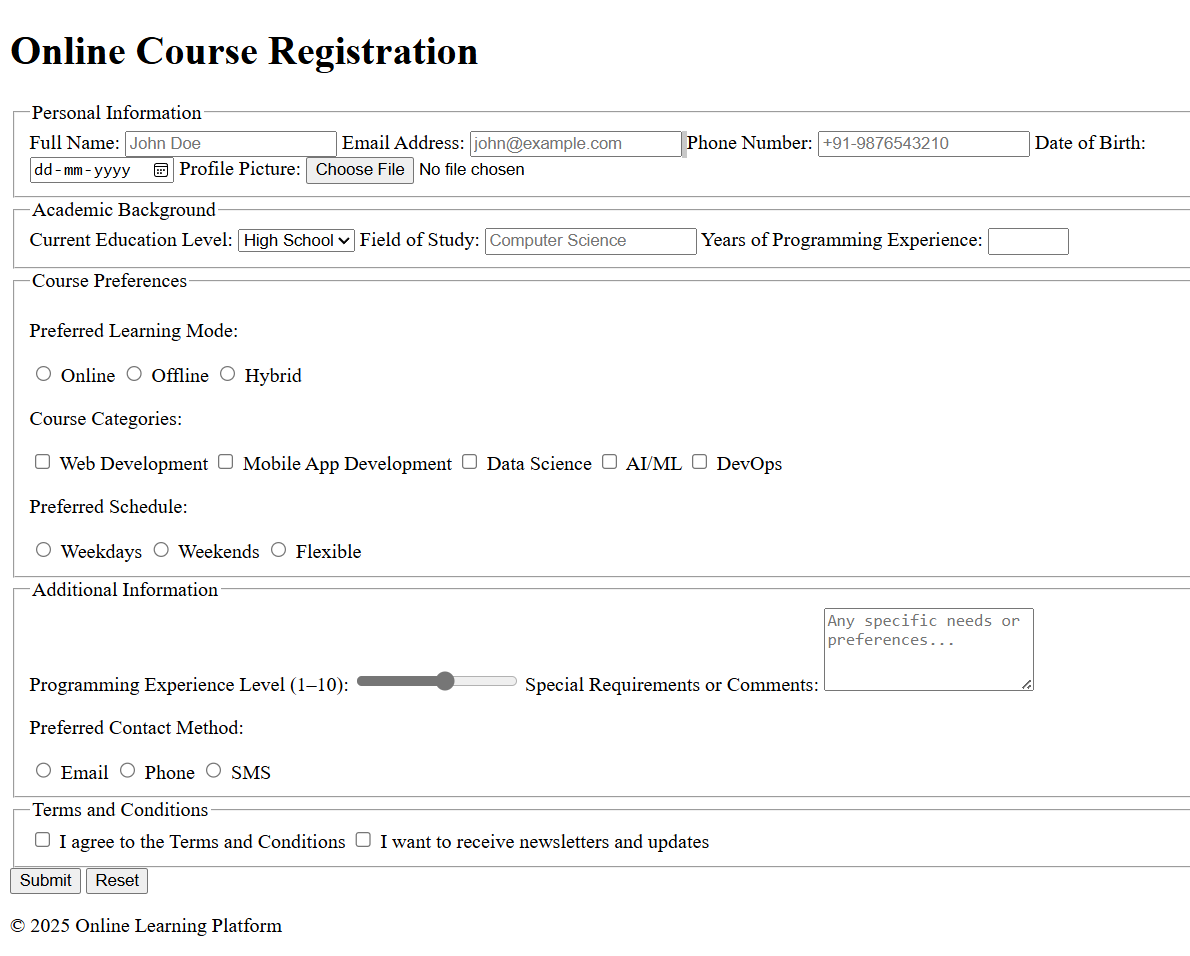 Online Course Registration
Personal Information
Full Name: John Doe Email Address: john@example.com Phone Number: +91-9876543210 Date of Birth:
dd-mm-yyyy Profile Picture: Choose File No file chosen
Academic Background
Current Education Level: High School Field of Study: Computer Science Years of Programming Experience:
Course Preferences
Preferred Learning Mode:
Online Offline Hybrid
Course Categories:
Web Development Mobile App Development Data Science AI/ML DevOps
Preferred Schedule:
Weekdays Weekends Flexible
Additional Information
Any specific needs or
preferences...
Programming Experience Level (1–10): Special Requirements or Comments:
Preferred Contact Method:
Email Phone SMS
Terms and Conditions
I agree to the Terms and Conditions I want to receive newsletters and updates
Submit Reset
© 2025 Online Learning Platform